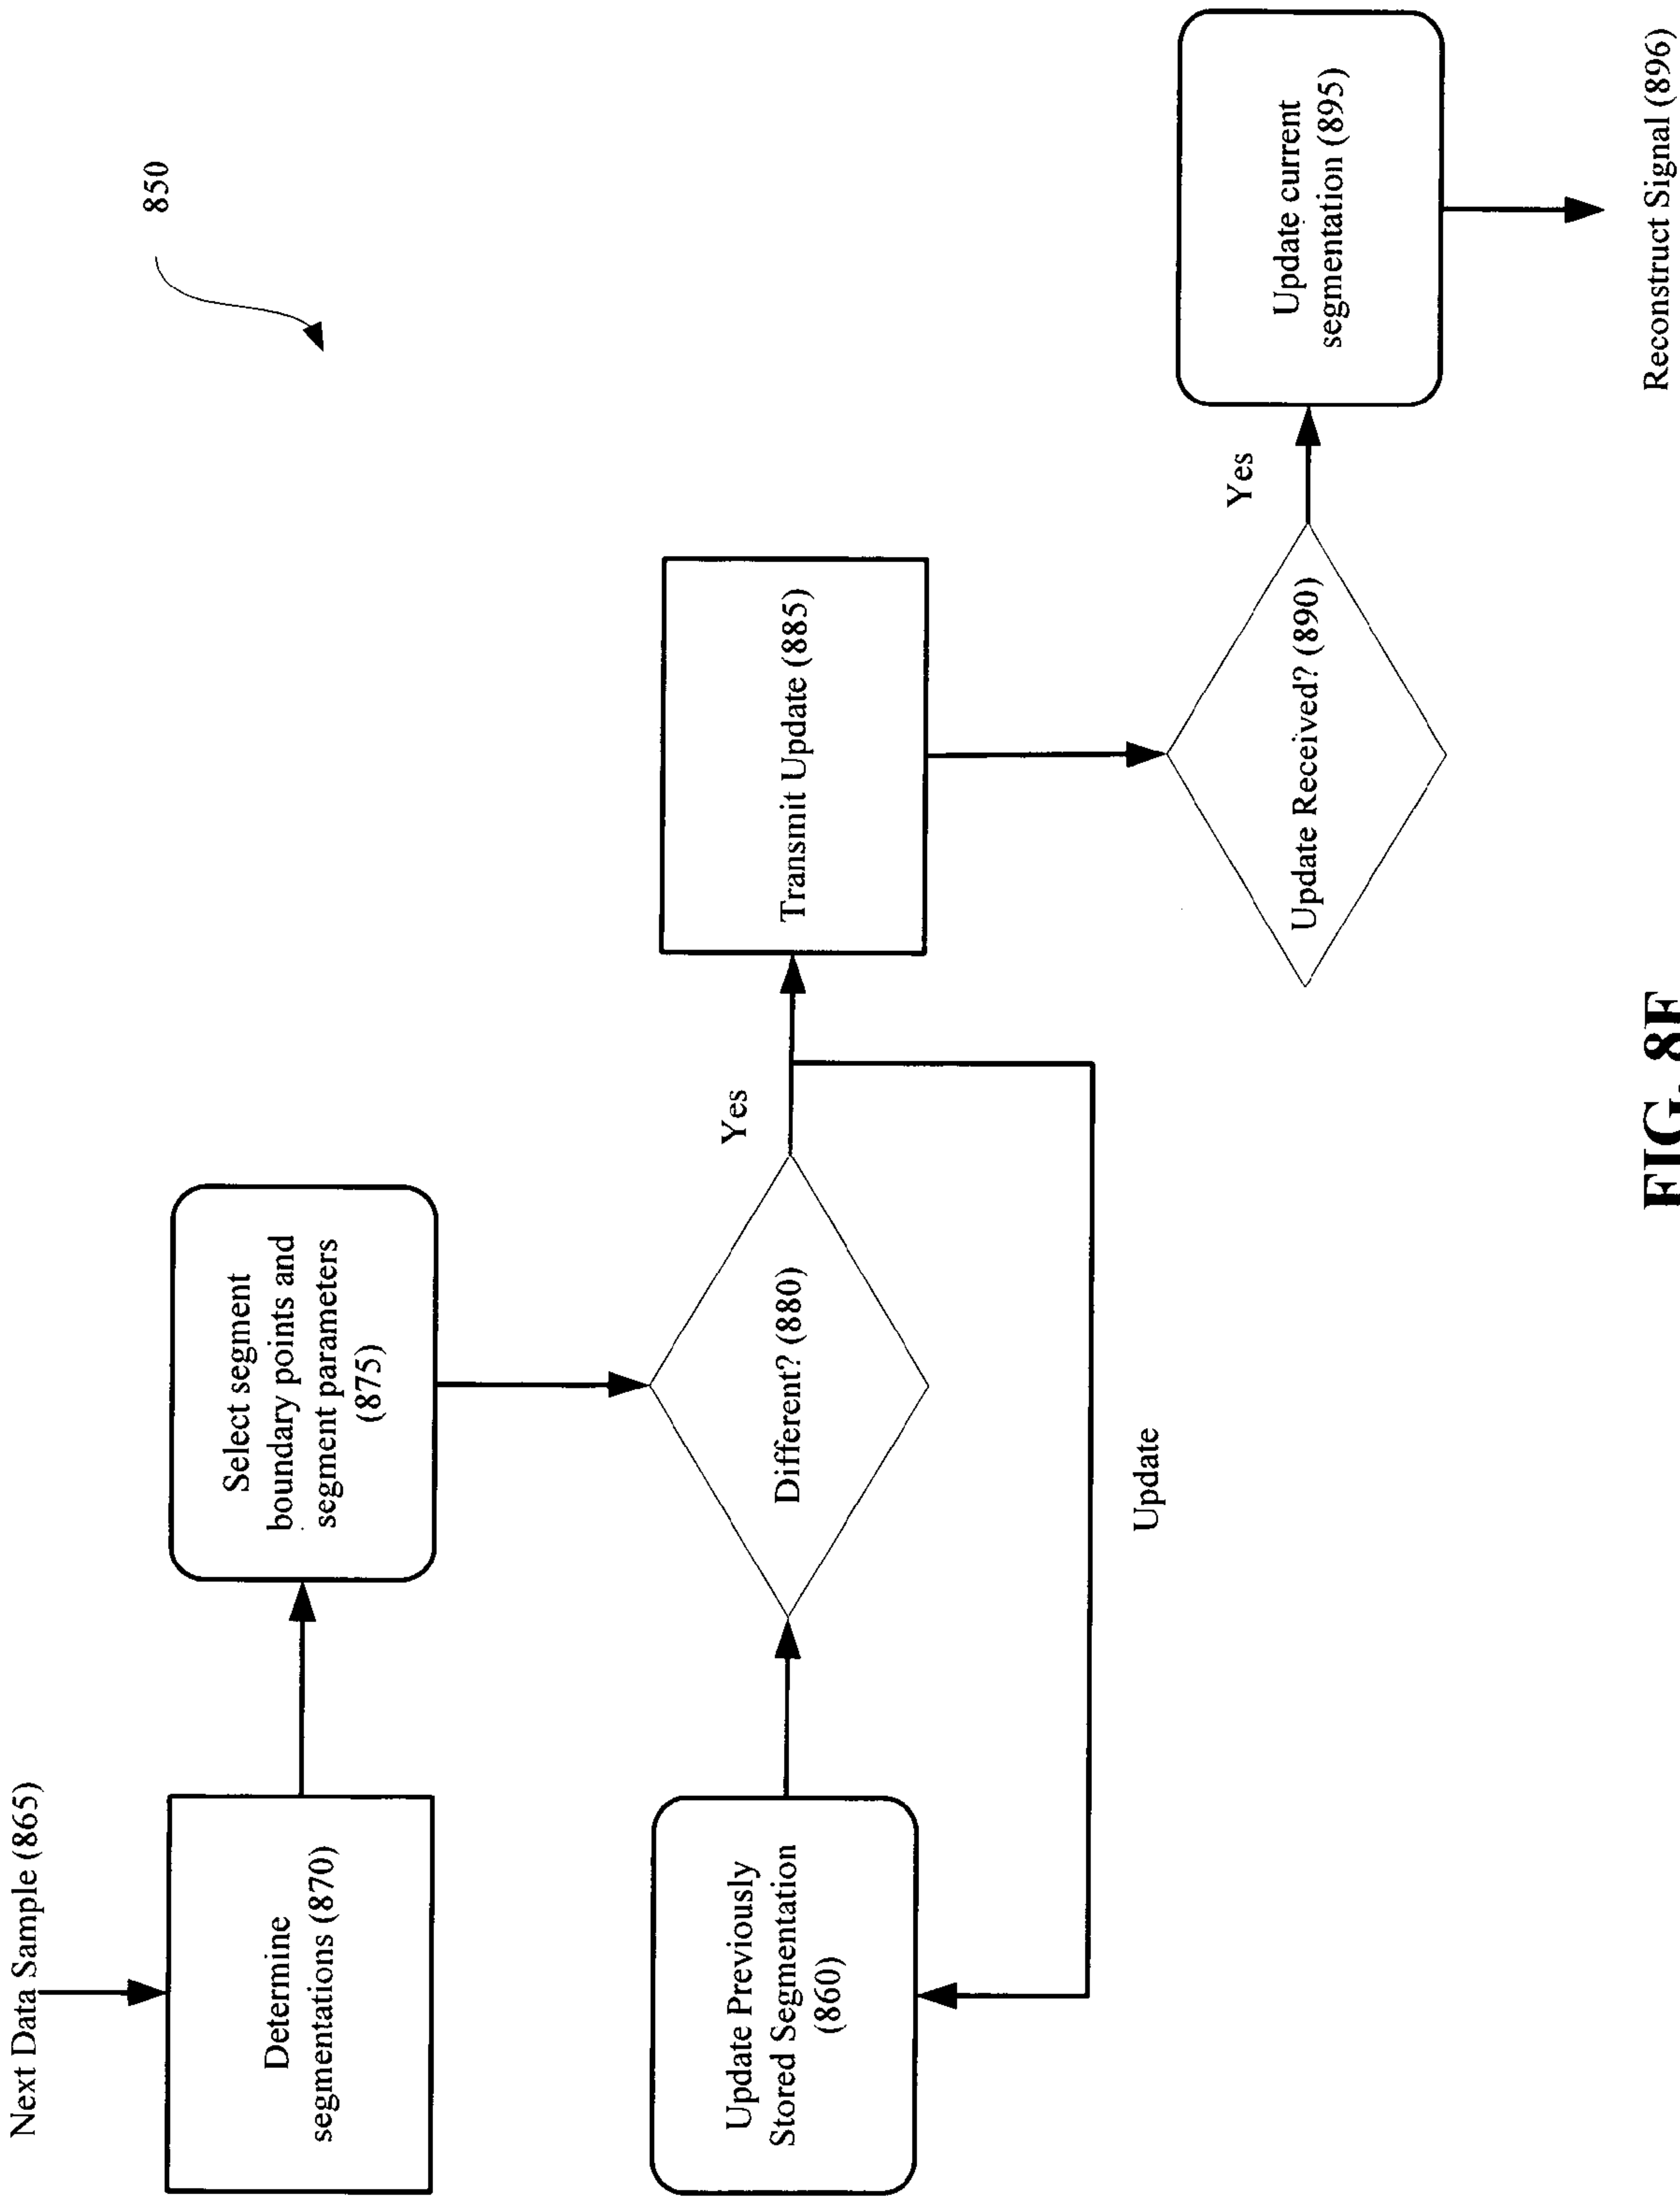 850
Next Data Sample (865)
Determine
segmentations (870)
Select segment
boundary points and
segment parameters
(875)
Update Previously
Stored Segmentation
(860)
Different? (880)
Yes
Transmit Update (885)
Update
Update Received? (890)
Yes
Update current
segmentation (895)
Reconstruct Signal (896)